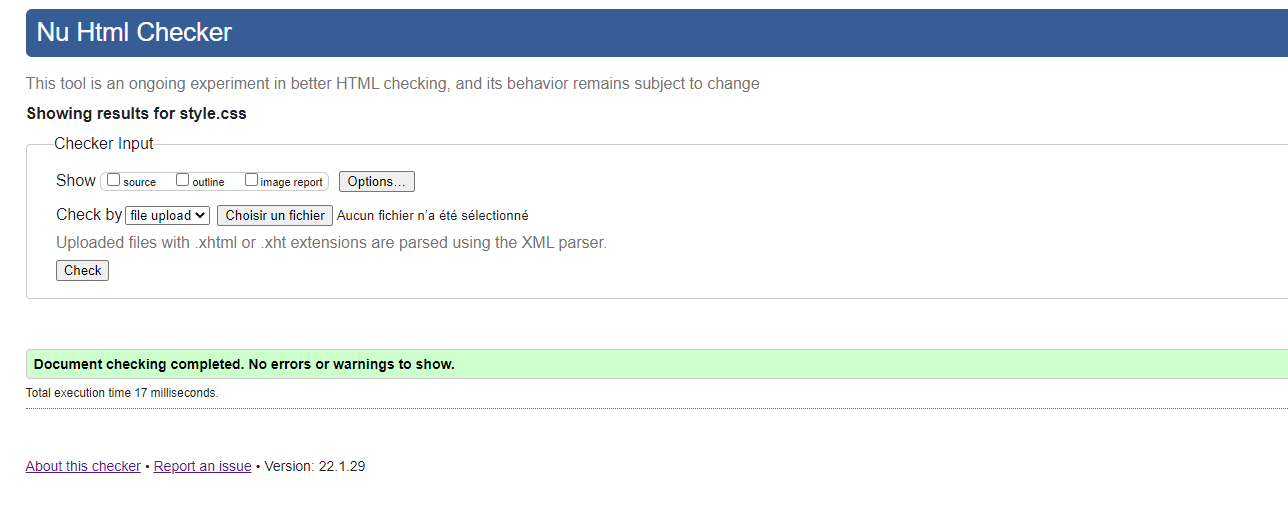 Nu Html Checker
This tool is an ongoing experiment in better HTML checking, and its behavior remains subject to change
Showing results for style.css
Checker Input
Show source outline image report Options...
Check by file upload Choisir un fichier Aucun fichier n'a été sélectionné
Uploaded files with .xhtml or .xht extensions are parsed using the XML parser.
Check
Document checking completed. No errors or warnings to show.
Total execution time 17 milliseconds.
About this checker • Report an issue • Version: 22.1.29